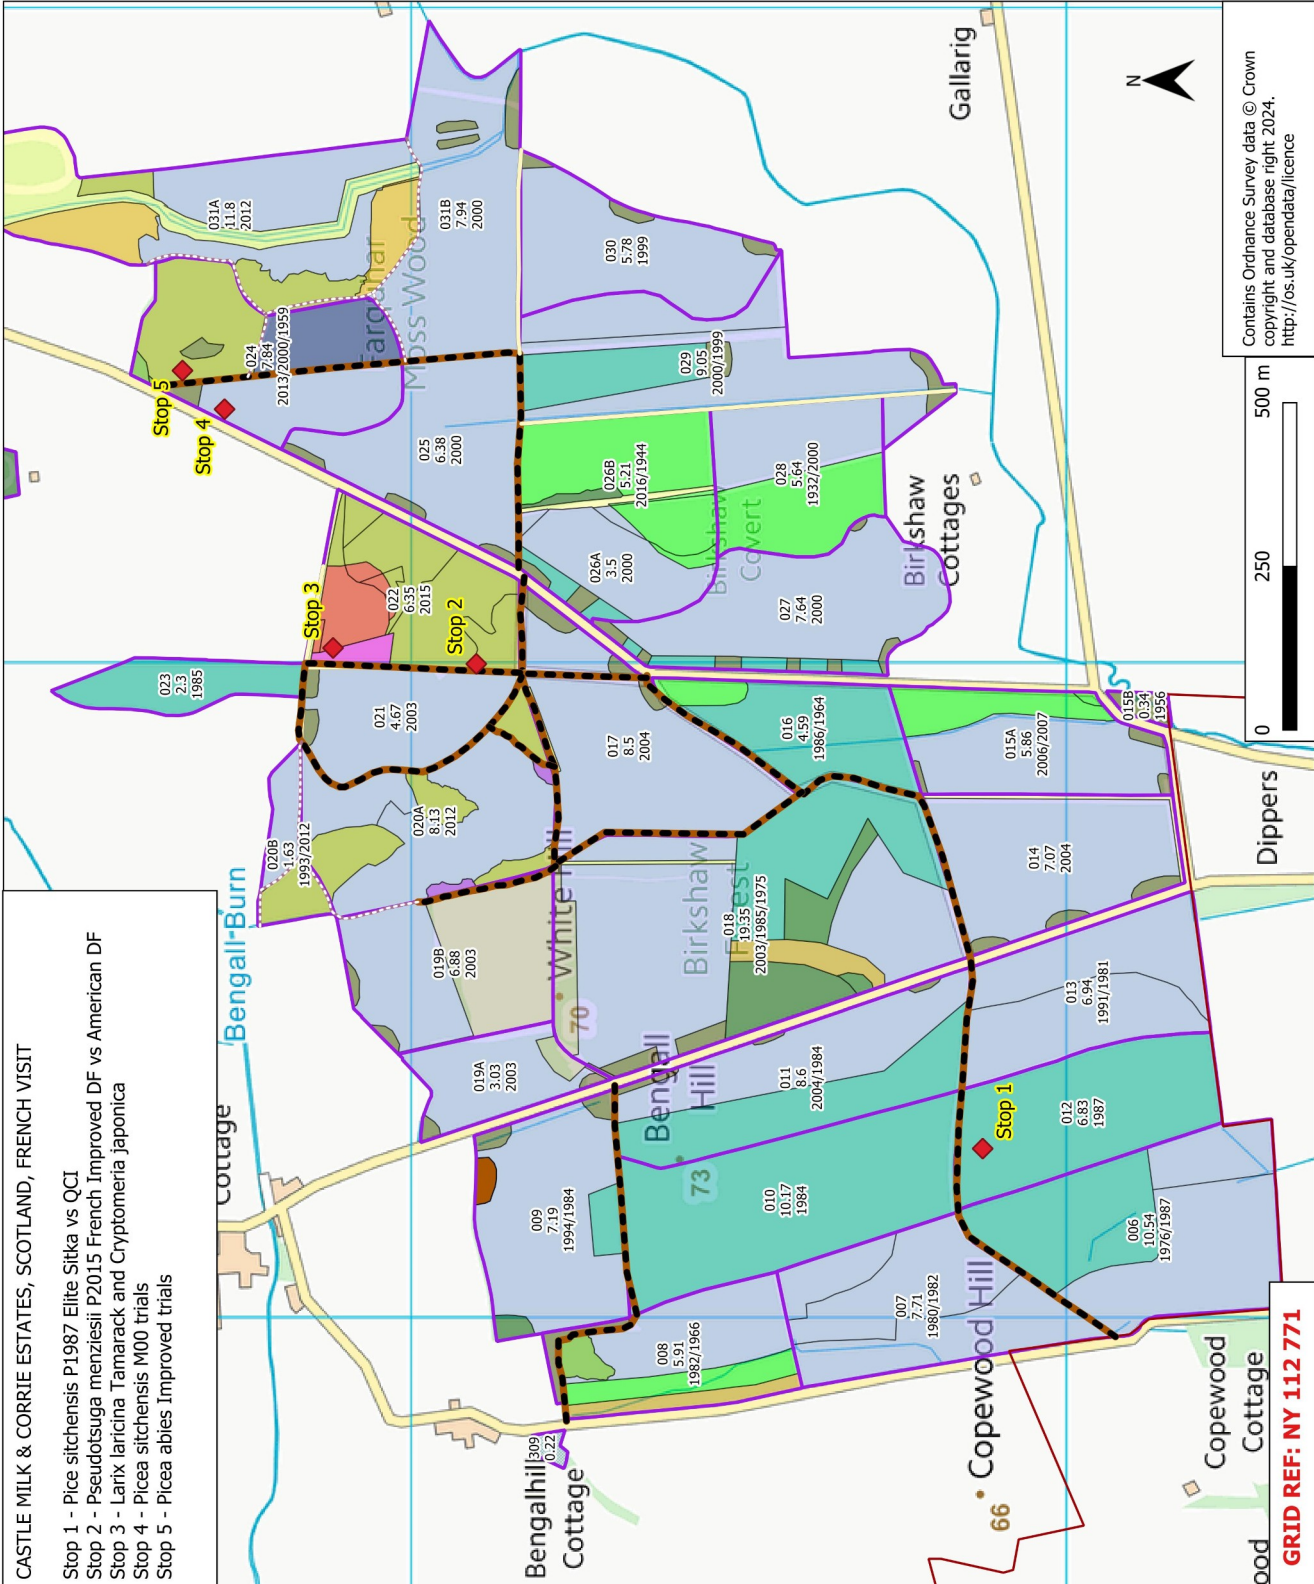 CASTLE MILK & CORRIE ESTATES, SCOTLAND, FRENCH VISIT
Stop 1 - Pice sitchensis P1987 Elite Sitka vs QCI
Stop 2 - Pseudotsuga menziesii P2015 French Improved DF vs American DF
Stop 3 - Larix laricina Tamarack and Cryptomeria japonica
Stop 4 - Picea sitchensis M00 trials
Stop 5 - Picea abies Improved trials
Cottage
Bengall-Burn
020B
1.63
1993/2012
023
2.3
1985
Stop 5
Stop 4
031A
11.8
2012
024
7.84
2013/2000/1959
Moss-Wood
031B
7.94
2000
Stop 3
022
6.35
2015
Stop 2
025
6.38
2000
021
4.67
2003
020A
8.13
2012
019B
6.88
2003
019A
3.03
2003
009
7.19
1994/1984
White Hill
70
017
8.5
2004
026A
3.5
2000
026B
5.21
2016/1944
030
5.78
1999
029
9.05
2000/1999
028
5.64
1932/2000
027
7.64
2000
Birkshaw
Covert
Birkshaw
Cottages
Gallarig
N
Bengalhill
Cottage
309
0.22
008
5.91
1982/1966
Bengall
Hill
73
010
10.17
1984
011
8.6
2004/1984
Birkshaw
Forest
018
19.35
2003/1985/1975
016
4.59
1986/1964
015A
5.86
2006/2007
015B
0.34
1956
014
7.07
2004
013
6.94
1991/1981
Stop 1
012
6.83
1987
006
10.54
1976/1987
007
7.71
1980/1982
Copewood Hill
66
Copewood
Cottage
ood
Dippers
0
250
500 m
Contains Ordnance Survey data © Crown
copyright and database right 2024.
http://os.uk/opendata/licence
GRID REF: NY 112 771